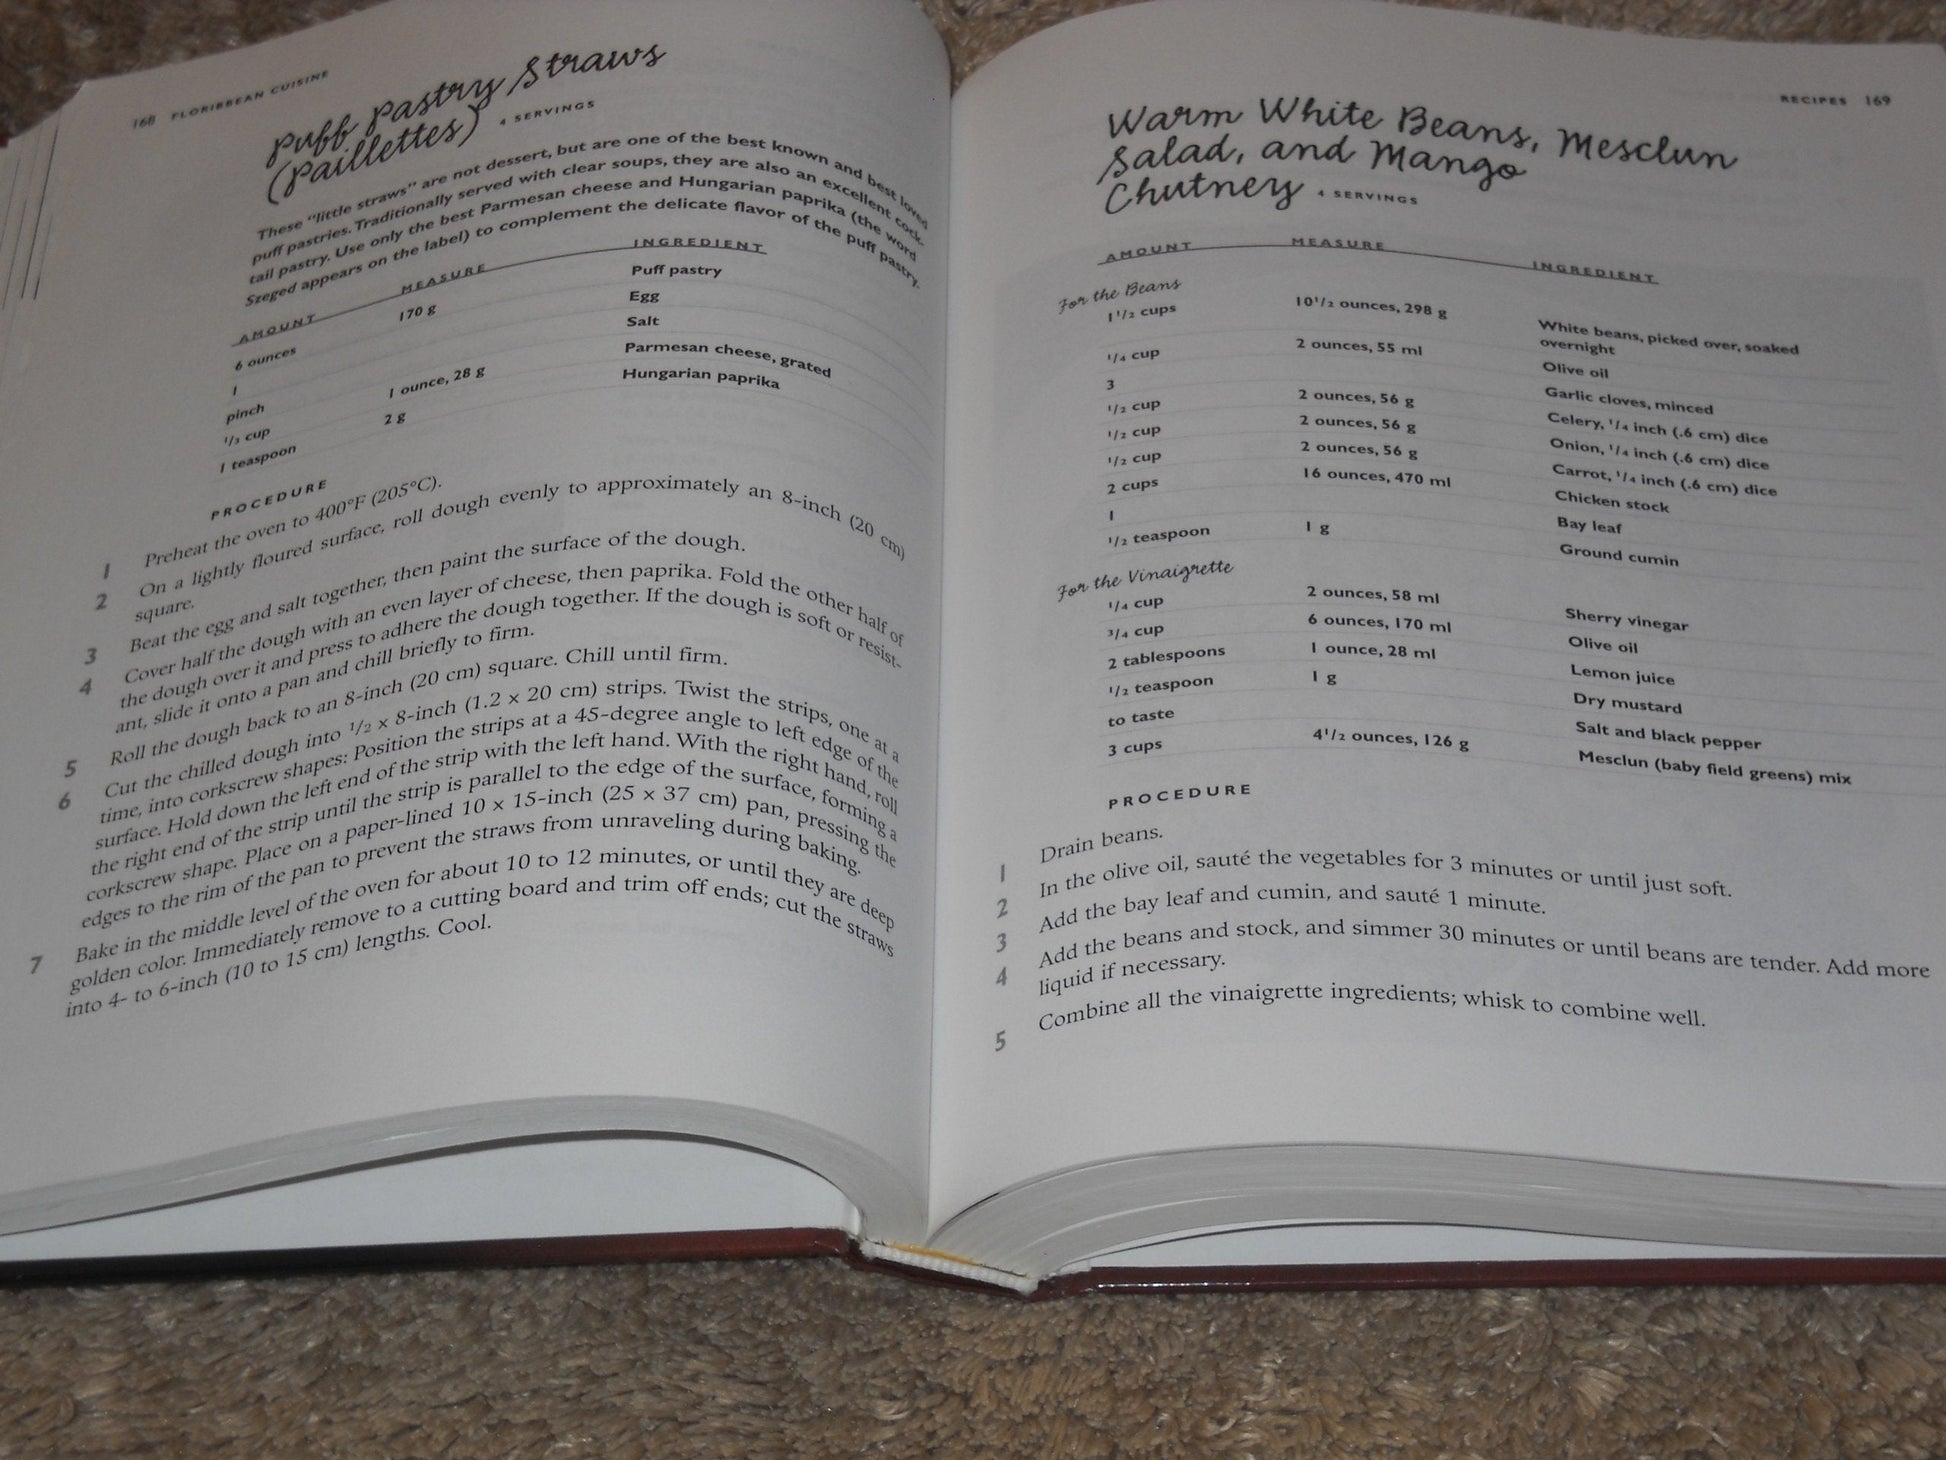 168 FLORIBBEAN CUISINE
Puff Pastry Straws
(Paillettes) 4 SERVINGS
These "little straws" are not dessert, but are one of the best known and best loved
puff pastries. Traditionally served with clear soups, they are also an excellent cock-
tail pastry. Use only the best Parmesan cheese and Hungarian paprika (the word
Szeged appears on the label) to complement the delicate flavor of the puff pastry.
AMOUNT MEASURE INGREDIENT
6 ounces 170 g Puff pastry
1 Egg
pinch Salt
1/3 cup 1 ounce, 28 g Parmesan cheese, grated
1 teaspoon 2 g Hungarian paprika
PROCEDURE
1 Preheat the oven to 400°F (205°C).
2 On a lightly floured surface, roll dough evenly to approximately an 8-inch (20 cm)
square.
3 Beat the egg and salt together, then paint the surface of the dough.
4 Cover half the dough with an even layer of cheese, then paprika. Fold the other half of
the dough over it and press to adhere the dough together. If the dough is soft or resist-
ant, slide it onto a pan and chill briefly to firm.
5 Roll the dough back to an 8-inch (20 cm) square. Chill until firm.
6 Cut the chilled dough into 1/2 × 8-inch (1.2 × 20 cm) strips. Twist the strips, one at a
time, into corkscrew shapes: Position the strips at a 45-degree angle to left edge of the
surface. Hold down the left end of the strip with the left hand. With the right hand, roll
the right end of the strip until the strip is parallel to the edge of the surface, forming a
corkscrew shape. Place on a paper-lined 10 × 15-inch (25 × 37 cm) pan, pressing the
edges to the rim of the pan to prevent the straws from unraveling during baking.
7 Bake in the middle level of the oven for about 10 to 12 minutes, or until they are deep
golden color. Immediately remove to a cutting board and trim off ends; cut the straws
into 4- to 6-inch (10 to 15 cm) lengths. Cool.
RECIPES 169
Warm White Beans, Mesclun
Salad, and Mango
Chutney 4 SERVINGS
AMOUNT MEASURE INGREDIENT
For the Beans
1 1/2 cups 10 1/2 ounces, 298 g White beans, picked over, soaked
overnight
1/4 cup 2 ounces, 55 ml Olive oil
3 Garlic cloves, minced
1/2 cup 2 ounces, 56 g Celery, 1/4 inch (.6 cm) dice
1/2 cup 2 ounces, 56 g Onion, 1/4 inch (.6 cm) dice
1/2 cup 2 ounces, 56 g Carrot, 1/4 inch (.6 cm) dice
2 cups 16 ounces, 470 ml Chicken stock
1 Bay leaf
1/2 teaspoon 1 g Ground cumin
For the Vinaigrette
1/4 cup 2 ounces, 58 ml Sherry vinegar
3/4 cup 6 ounces, 170 ml Olive oil
2 tablespoons 1 ounce, 28 ml Lemon juice
1/2 teaspoon 1 g Dry mustard
to taste Salt and black pepper
3 cups 4 1/2 ounces, 126 g Mesclun (baby field greens) mix
PROCEDURE
1 Drain beans.
2 In the olive oil, sauté the vegetables for 3 minutes or until just soft.
3 Add the bay leaf and cumin, and sauté 1 minute.
4 Add the beans and stock, and simmer 30 minutes or until beans are tender. Add more
liquid if necessary.
5 Combine all the vinaigrette ingredients; whisk to combine well.